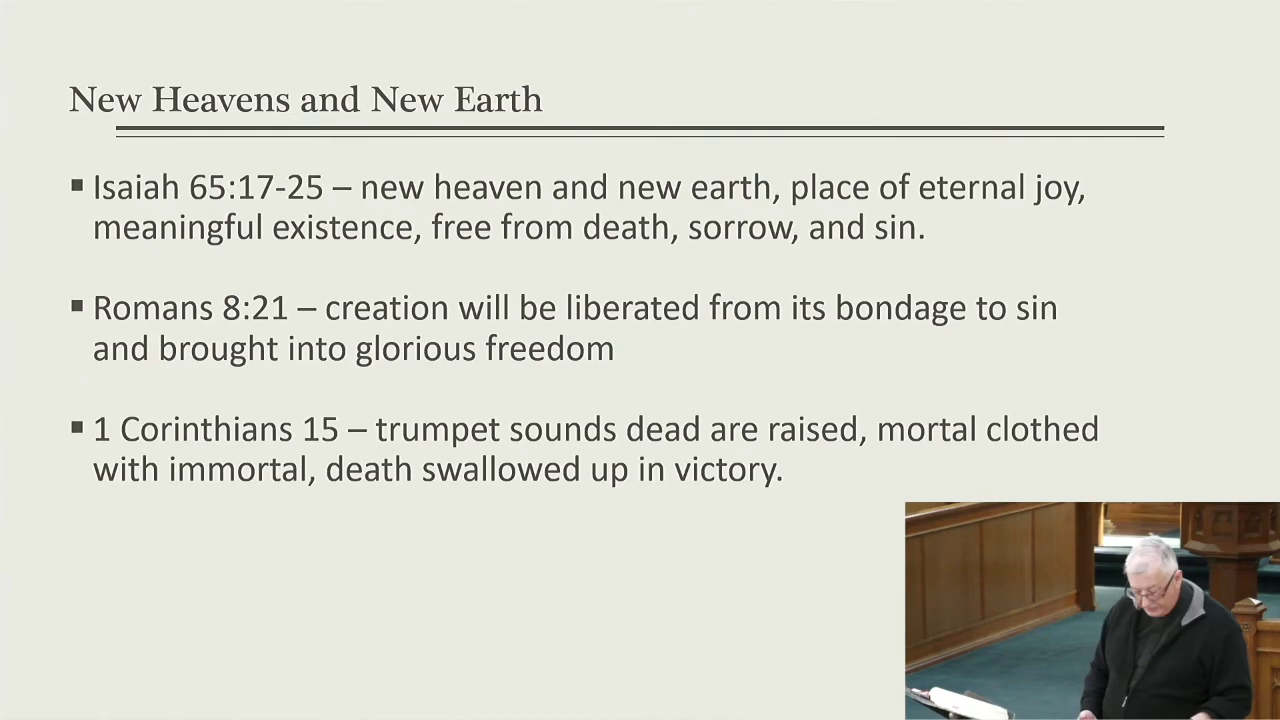 New Heavens and New Earth
▪ Isaiah 65:17-25 – new heaven and new earth, place of eternal joy,
meaningful existence, free from death, sorrow, and sin.
▪ Romans 8:21 – creation will be liberated from its bondage to sin
and brought into glorious freedom
▪ 1 Corinthians 15 – trumpet sounds dead are raised, mortal clothed
with immortal, death swallowed up in victory.